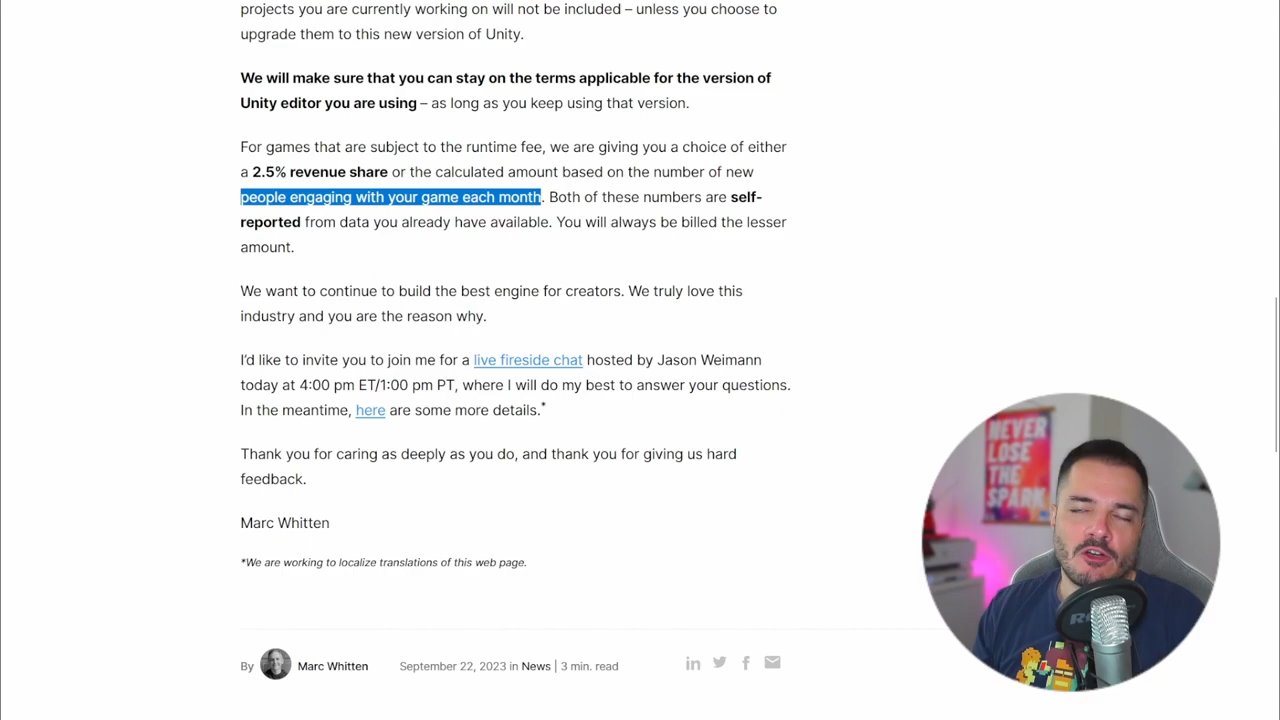 projects you are currently working on will not be included – unless you choose to
upgrade them to this new version of Unity.
We will make sure that you can stay on the terms applicable for the version of
Unity editor you are using – as long as you keep using that version.
For games that are subject to the runtime fee, we are giving you a choice of either
a 2.5% revenue share or the calculated amount based on the number of new
people engaging with your game each month. Both of these numbers are self-
reported from data you already have available. You will always be billed the lesser
amount.
We want to continue to build the best engine for creators. We truly love this
industry and you are the reason why.
I'd like to invite you to join me for a live fireside chat hosted by Jason Weimann
today at 4:00 pm ET/1:00 pm PT, where I will do my best to answer your questions.
In the meantime, here are some more details.*
Thank you for caring as deeply as you do, and thank you for giving us hard
feedback.
Marc Whitten
*We are working to localize translations of this web page.
By Marc Whitten September 22, 2023 in News | 3 min. read
NEVER
LOSE
THE
SPARK